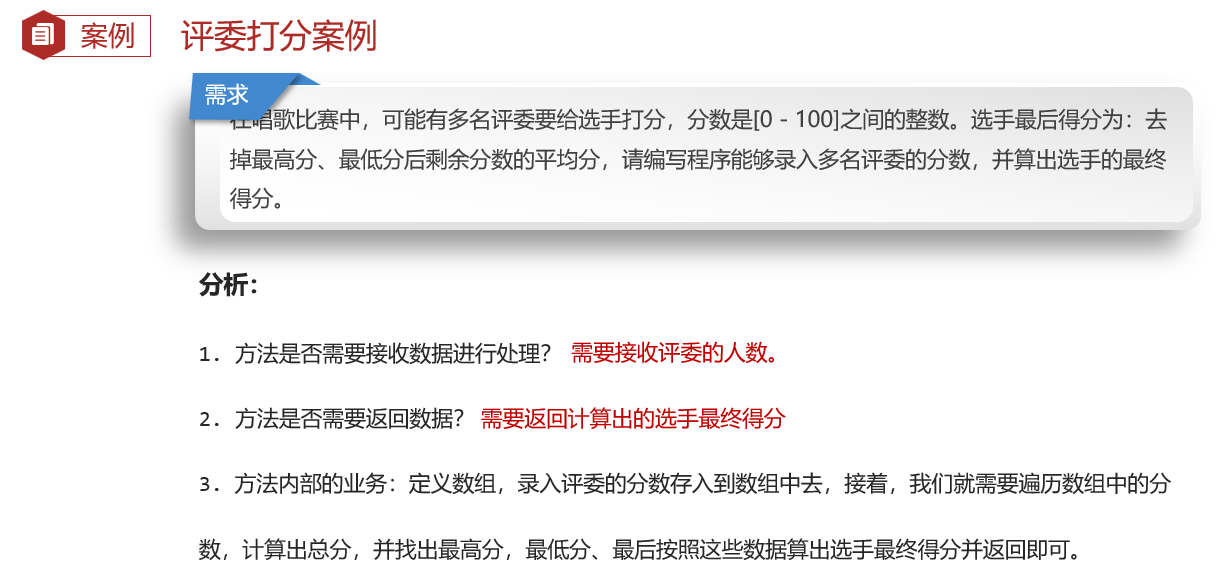 案例
评委打分案例
需求
在唱歌比赛中，可能有多名评委要给选手打分，分数是[0 - 100]之间的整数。选手最后得分为：去
掉最高分、最低分后剩余分数的平均分，请编写程序能够录入多名评委的分数，并算出选手的最终
得分。
分析：
1. 方法是否需要接收数据进行处理？ 需要接收评委的人数。
2. 方法是否需要返回数据？ 需要返回计算出的选手最终得分
3. 方法内部的业务：定义数组，录入评委的分数存入到数组中去，接着，我们就需要遍历数组中的分
数，计算出总分，并找出最高分，最低分、最后按照这些数据算出选手最终得分并返回即可。